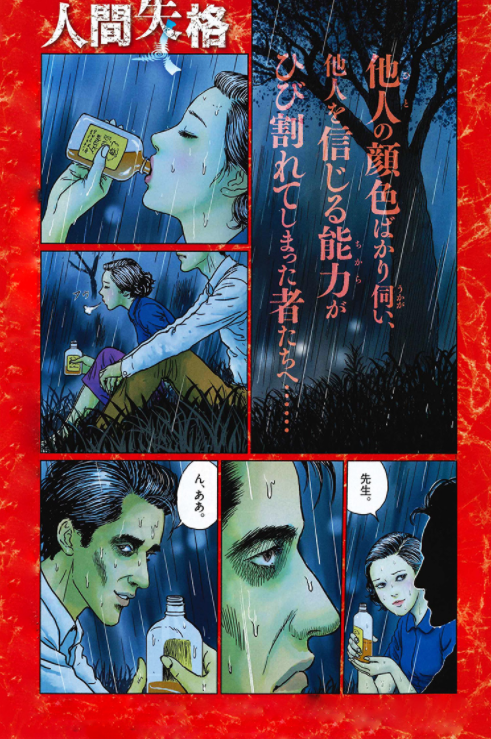 人間失格
他人の顔色ばかり伺い、
他人を信じる能力が
ひび割れてしまった者たちへ……
先生。
ん、ああ。